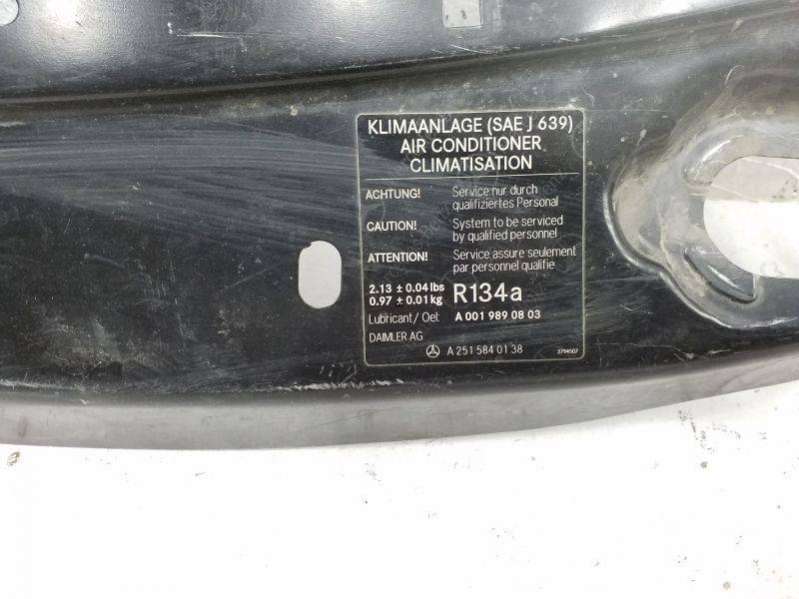 KLIMAANLAGE (SAE J 639)
AIR CONDITIONER
CLIMATISATION
ACHTUNG! Service nur durch
qualifiziertes Personal
CAUTION! System to be serviced
by qualified personnel
ATTENTION! Service assure seulement
par personnel qualifie
2.13 ± 0.04 lbs
0.97 ± 0.01 kg R134a
Lubricant/ Oel: A 001 989 08 03
DAIMLER AG
A 251 584 01 38